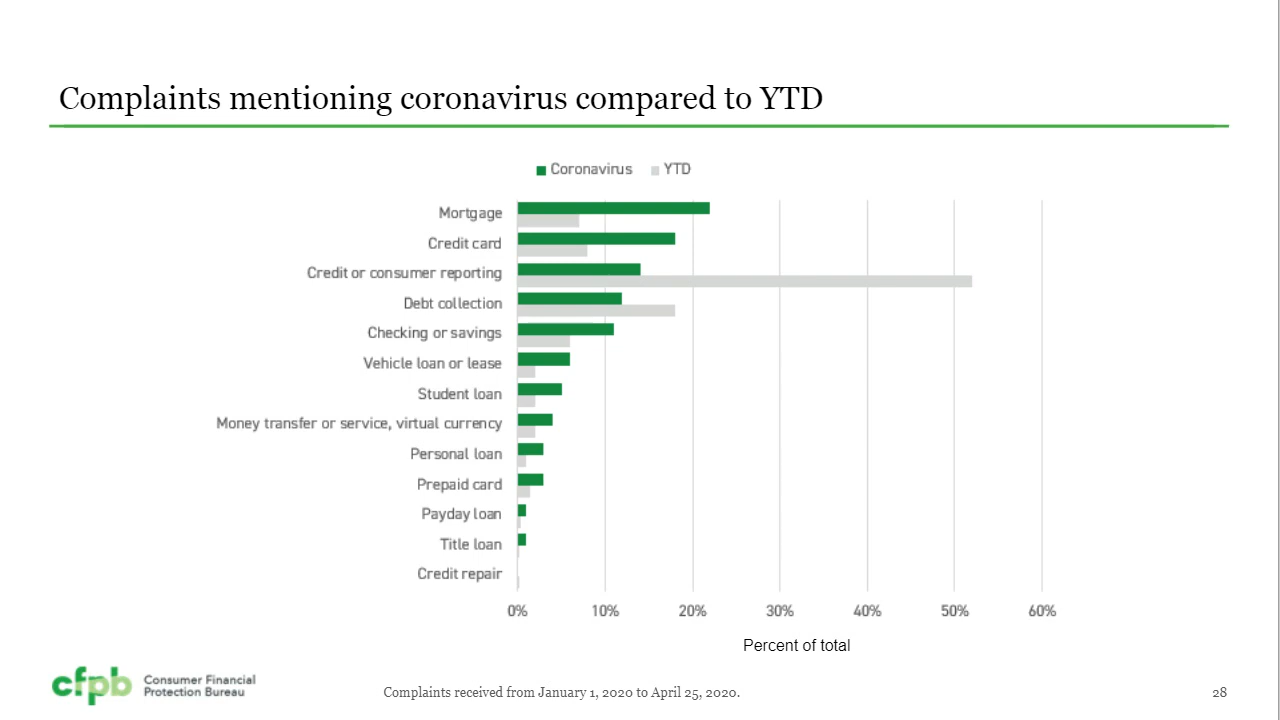 Complaints mentioning coronavirus compared to YTD
Coronavirus YTD
Mortgage
Credit card
Credit or consumer reporting
Debt collection
Checking or savings
Vehicle loan or lease
Student loan
Money transfer or service, virtual currency
Personal loan
Prepaid card
Payday loan
Title loan
Credit repair
0% 10% 20% 30% 40% 50% 60%
Percent of total
cfpb
Consumer Financial
Protection Bureau
Complaints received from January 1, 2020 to April 25, 2020.
28